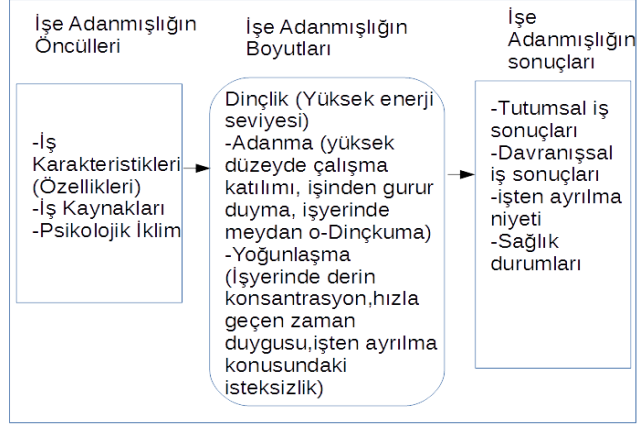 İşe Adanmışlığın
Öncülleri
-İş
Karakteristikleri
(Özellikleri)
-İş Kaynakları
-Psikolojik İklim
İşe Adanmışlığın
Boyutları
Dinçlik (Yüksek enerji
seviyesi)
-Adanma (yüksek
düzeyde çalışma
katılımı, işinden gurur
duyma, işyerinde
meydan o-Dinçkuma)
-Yoğunlaşma
(İşyerinde derin
konsantrasyon,hızla
geçen zaman
duygusu,işten ayrılma
konusundaki
isteksizlik)
İşe
Adanmışlığın
sonuçları
-Tutumsal iş
sonuçları
-Davranışsal
iş sonuçları
-işten ayrılma
niyeti
-Sağlık
durumları